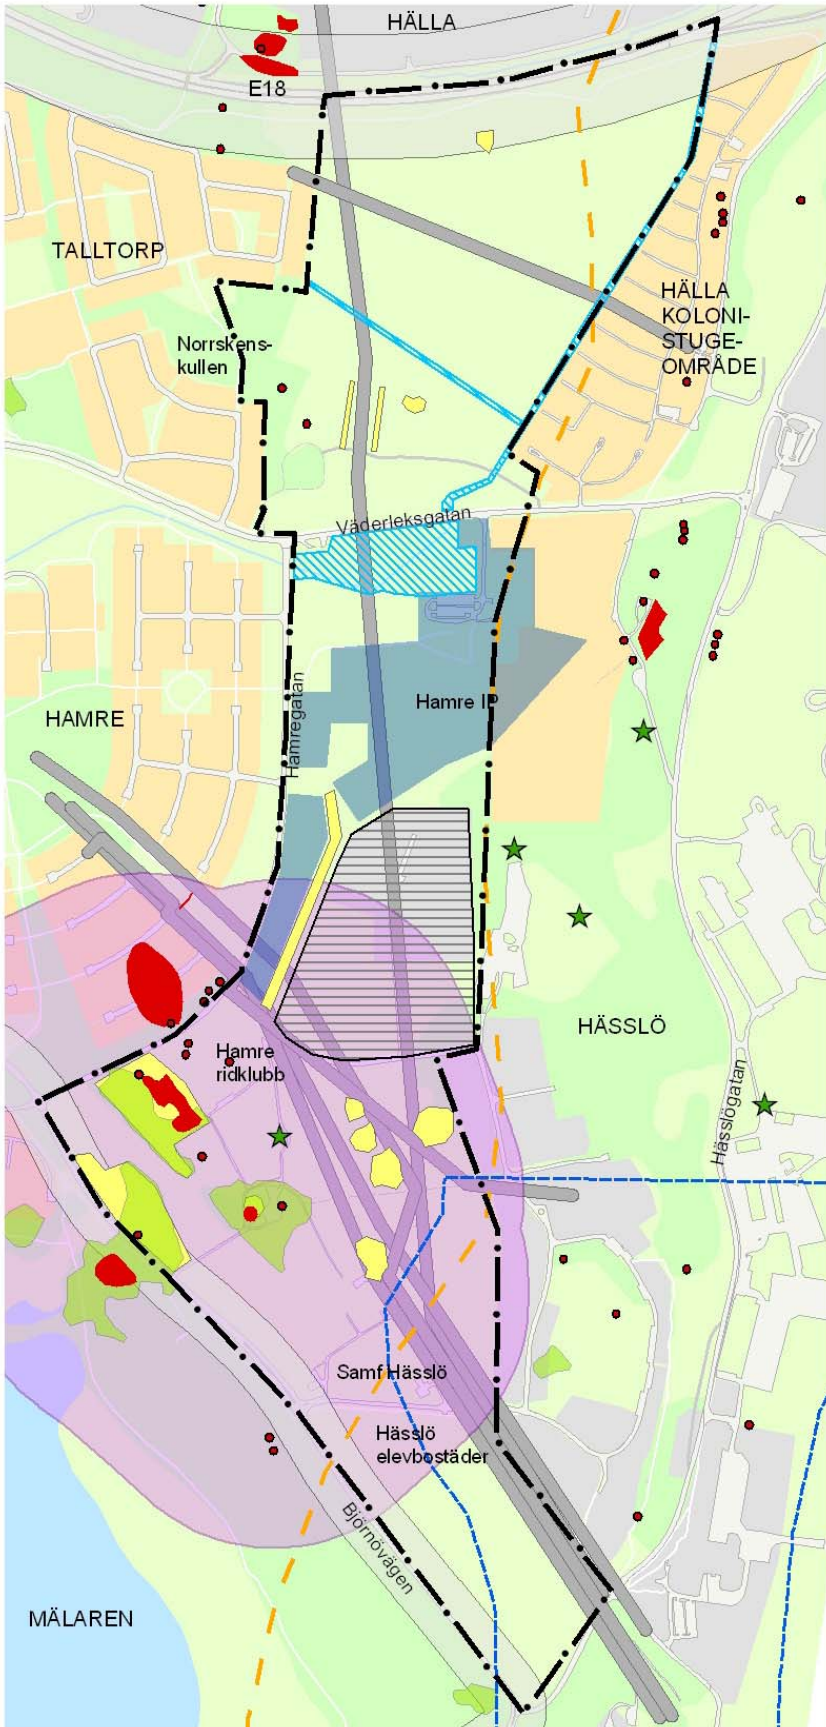 HÄLLA
E18
TALLTORP
HÄLLA
KOLONI-
STUGE-
OMRÅDE
Norrskens-
kullen
Väderleksgatan
Hamregatan
Hamre IP
HAMRE
HÄSSLÖ
Hamre
ridklubb
Hässlögatan
Samf Hässlö
Hässlö
elevbostäder
Björnövägen
MÄLAREN